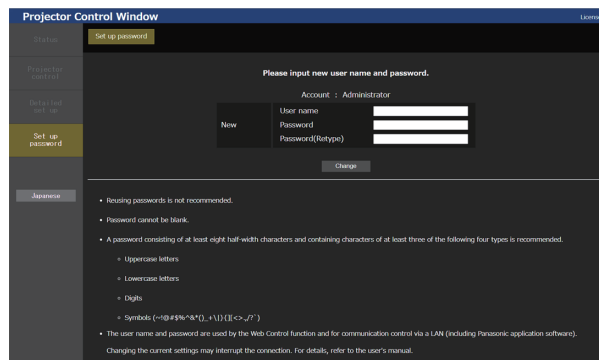 Projector Control Window
License
Status
Set up password
Projector
control
Please input new user name and password.
Account : Administrator
Detailed
set up
User name
New
Password
Password(Retype)
Set up
password
Change
Japanese
• Reusing passwords is not recommended.
• Password cannot be blank.
• A password consisting of at least eight half-width characters and containing characters of at least three of the following four types is recommended.
Uppercase letters
Lowercase letters
Digits
• The user name and password are used by the Web Control function and for communication control via a LAN (including Panasonic application software).
Changing the current settings may interrupt the connection. For details, refer to the user's manual.